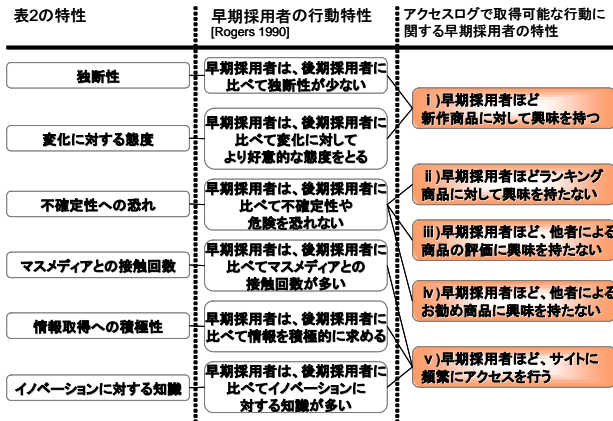 表2の特性
早期採用者の行動特性
[Rogers 1990]
アクセスログで取得可能な行動に
関する早期採用者の特性
独断性
変化に対する態度
不確定性への恐れ
マスメディアとの接触回数
情報取得への積極性
イノベーションに対する知識
早期採用者は、後期採用者に
比べて独断性が少ない
早期採用者は、後期採用者に
比べて変化に対して
より好意的な態度をとる
早期採用者は、後期採用者に
比べて不確定性や
危険を恐れない
早期採用者は、後期採用者に
比べてマスメディアとの
接触回数が多い
早期採用者は、後期採用者に
比べて情報を積極的に求める
早期採用者は、後期採用者に
比べてイノベーションに
対する知識が多い
ⅰ)早期採用者ほど
新作商品に対して興味を持つ
ⅱ)早期採用者ほどランキング
商品に対して興味を持たない
ⅲ)早期採用者ほど、他者による
商品の評価に興味を持たない
ⅳ)早期採用者ほど、他者による
お勧め商品に興味を持たない
ⅴ)早期採用者ほど、サイトに
頻繁にアクセスを行う